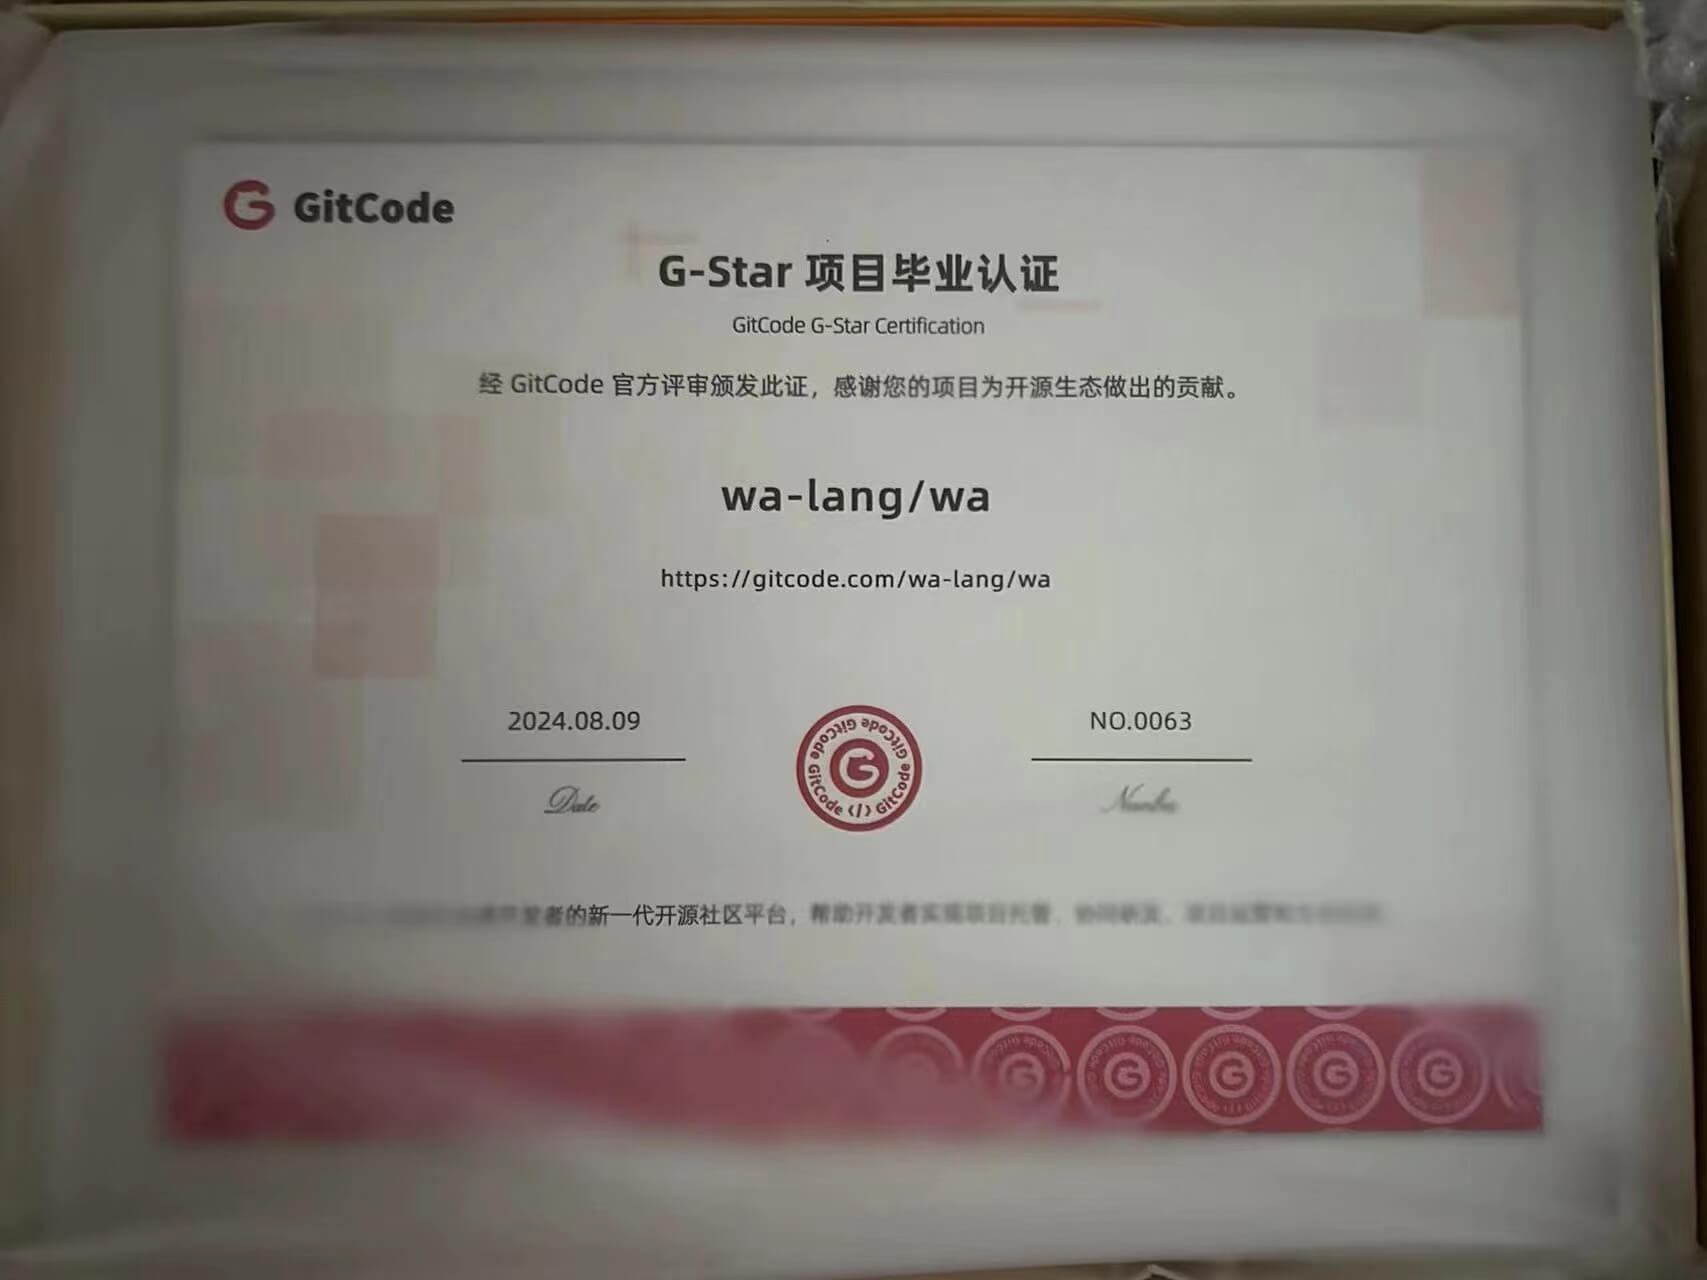 GitCode
G-Star 项目毕业认证
GitCode G-Star Certification
经 GitCode 官方评审颁发此证，感谢您的项目为开源生态做出的贡献。
wa-lang/wa
https://gitcode.com/wa-lang/wa
2024.08.09
NO.0063
GitCode GitCode GitCode </> GitCode
Date
Number
开发者的新一代开源社区平台，帮助开发者实现项目托管、协同研发、项目运营